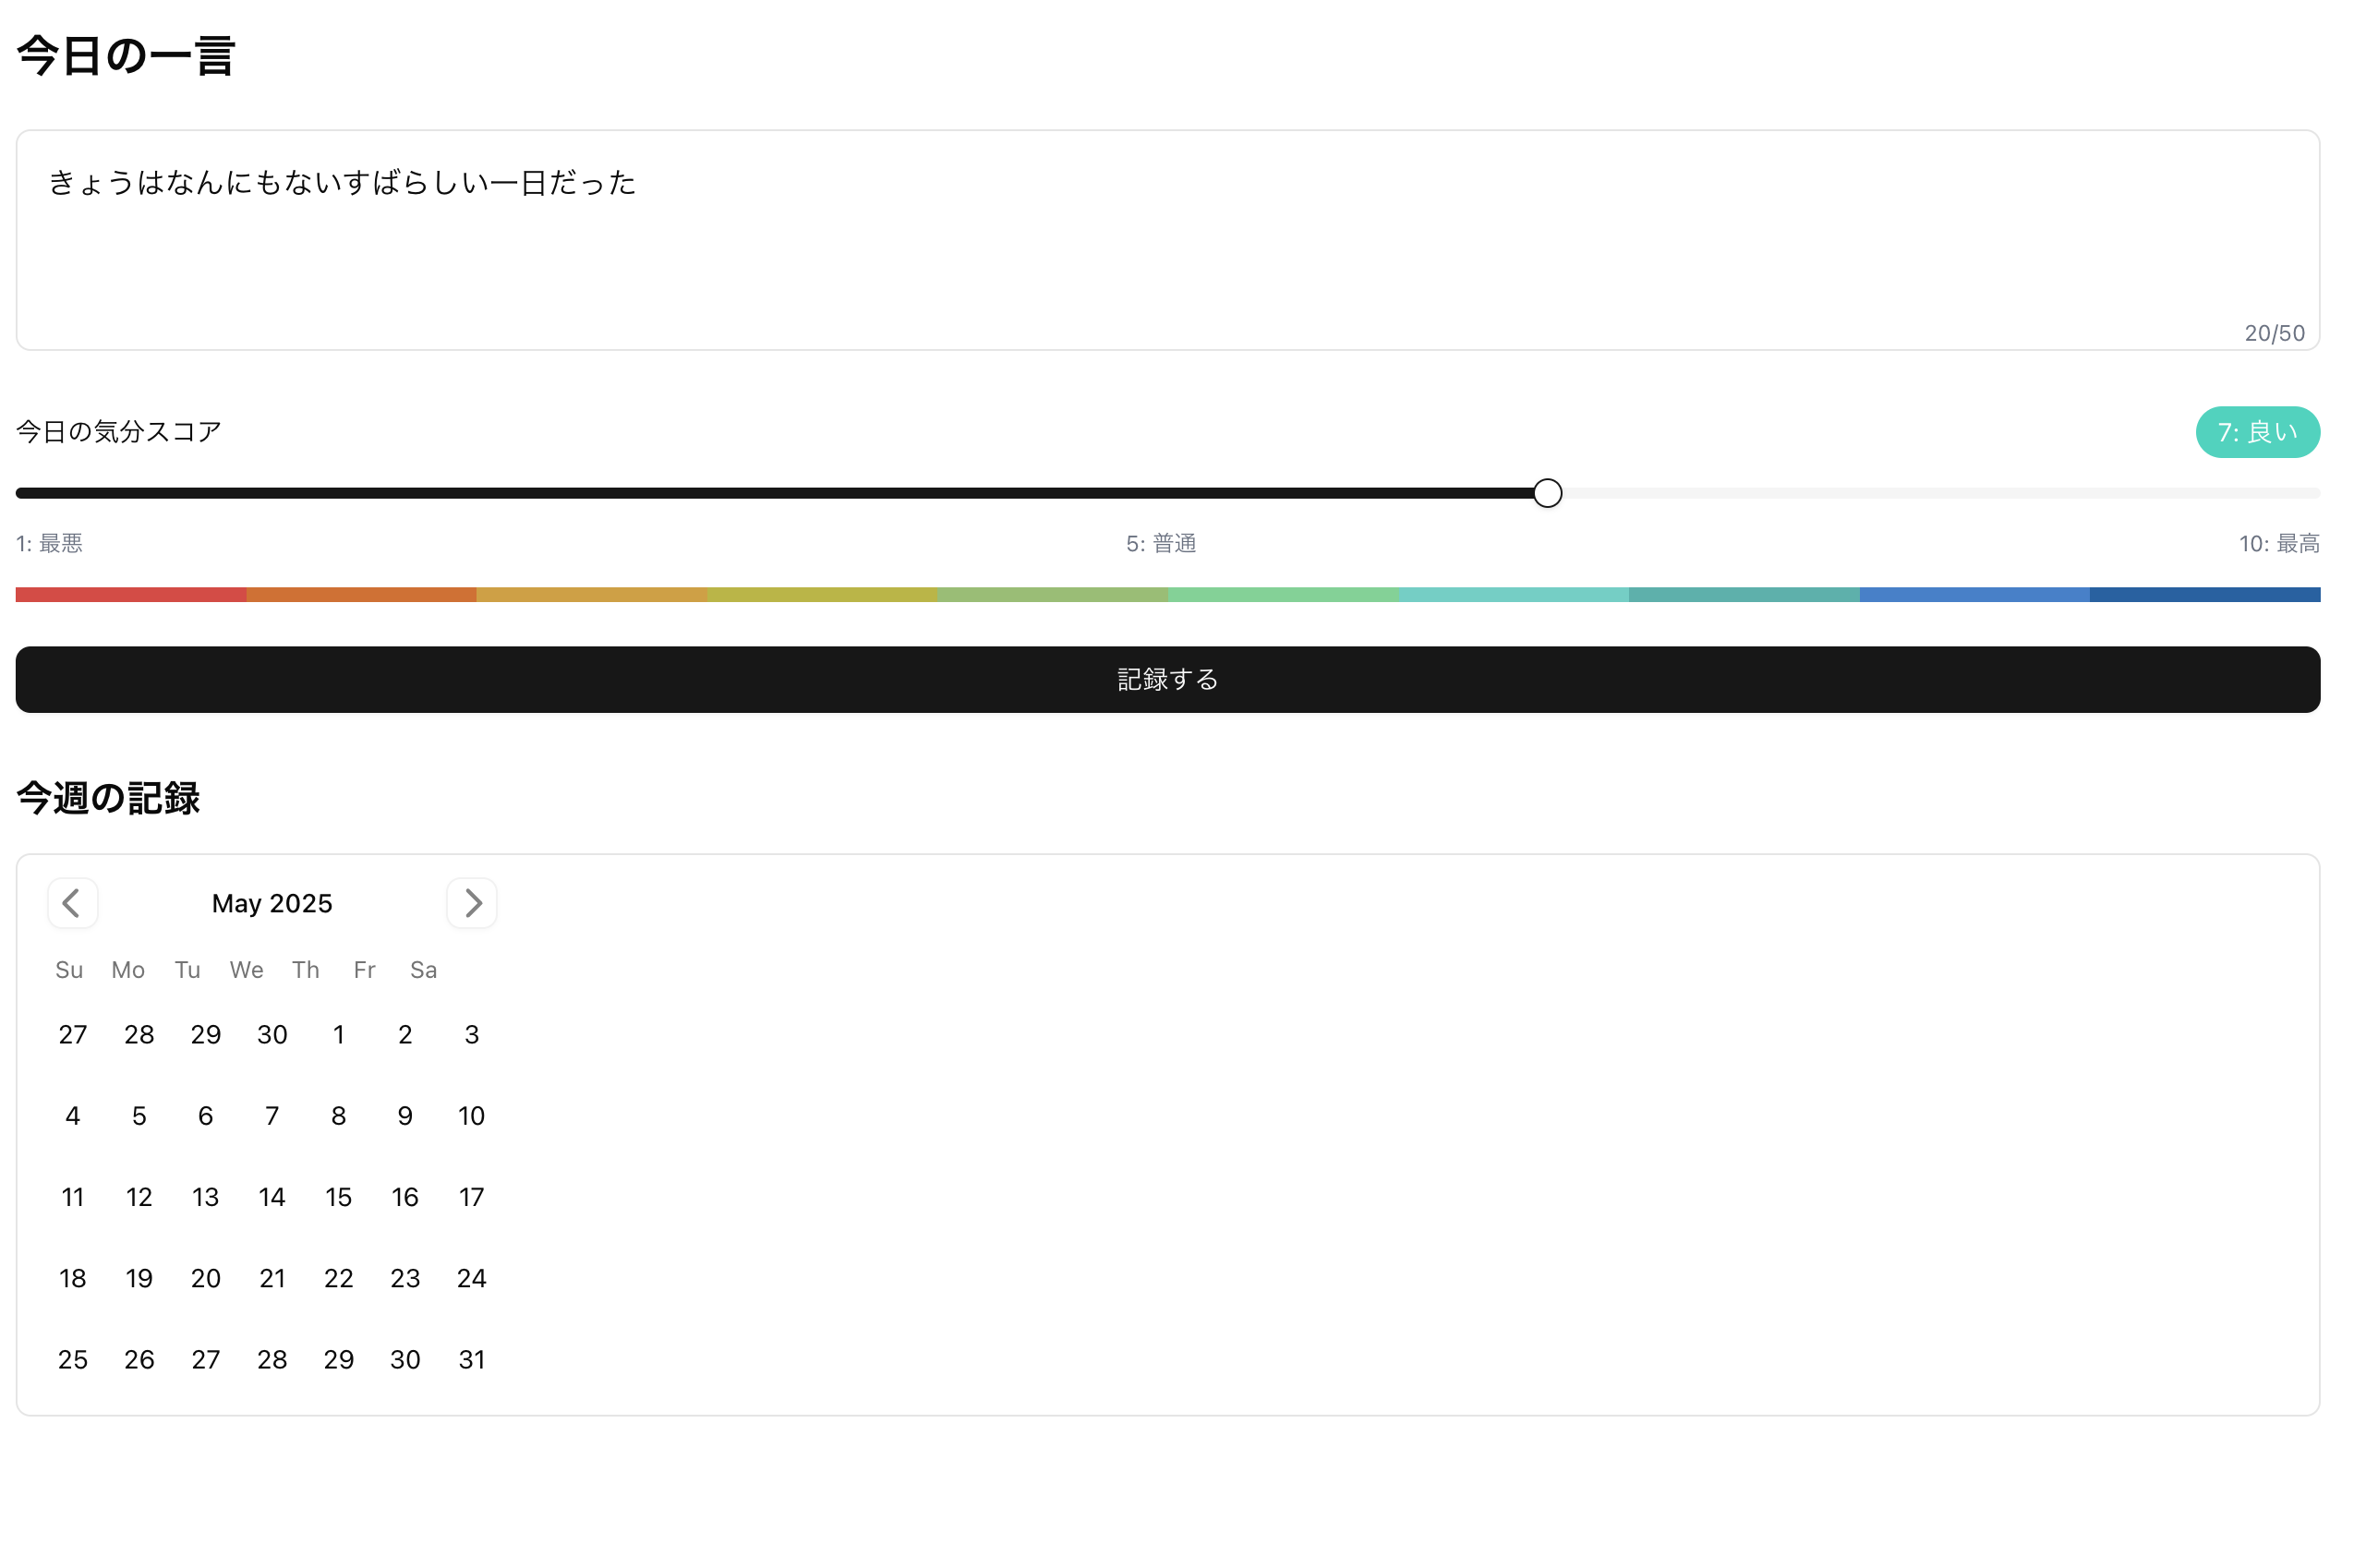 今日の一言
きょうはなんにもないすばらしい一日だった
20/50
今日の気分スコア
7: 良い
1: 最悪 5: 普通 10: 最高
記録する
今週の記録
May 2025
Su Mo Tu We Th Fr Sa
27 28 29 30 1 2 3
4 5 6 7 8 9 10
11 12 13 14 15 16 17
18 19 20 21 22 23 24
25 26 27 28 29 30 31